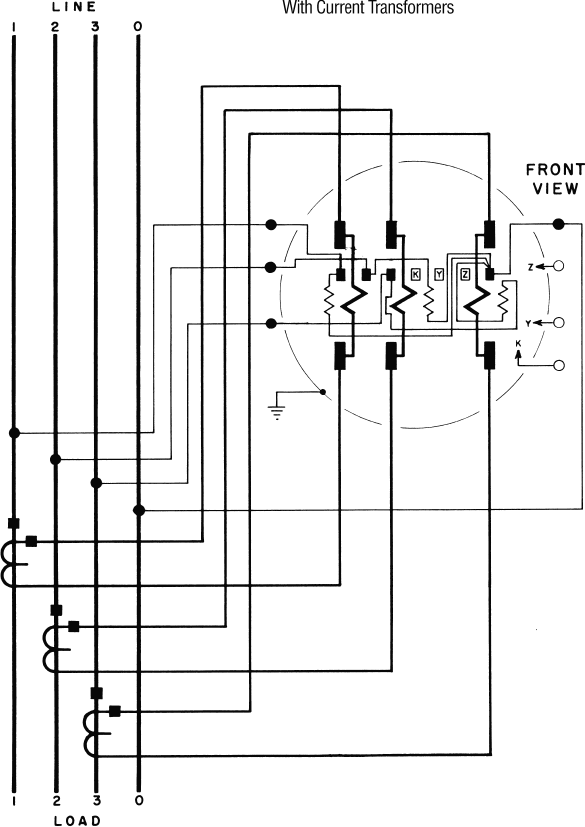 LINE
With Current Transformers
1 2 3 0
FRONT
VIEW
K Y Z
Z
Y
K
1 2 3 0
LOAD